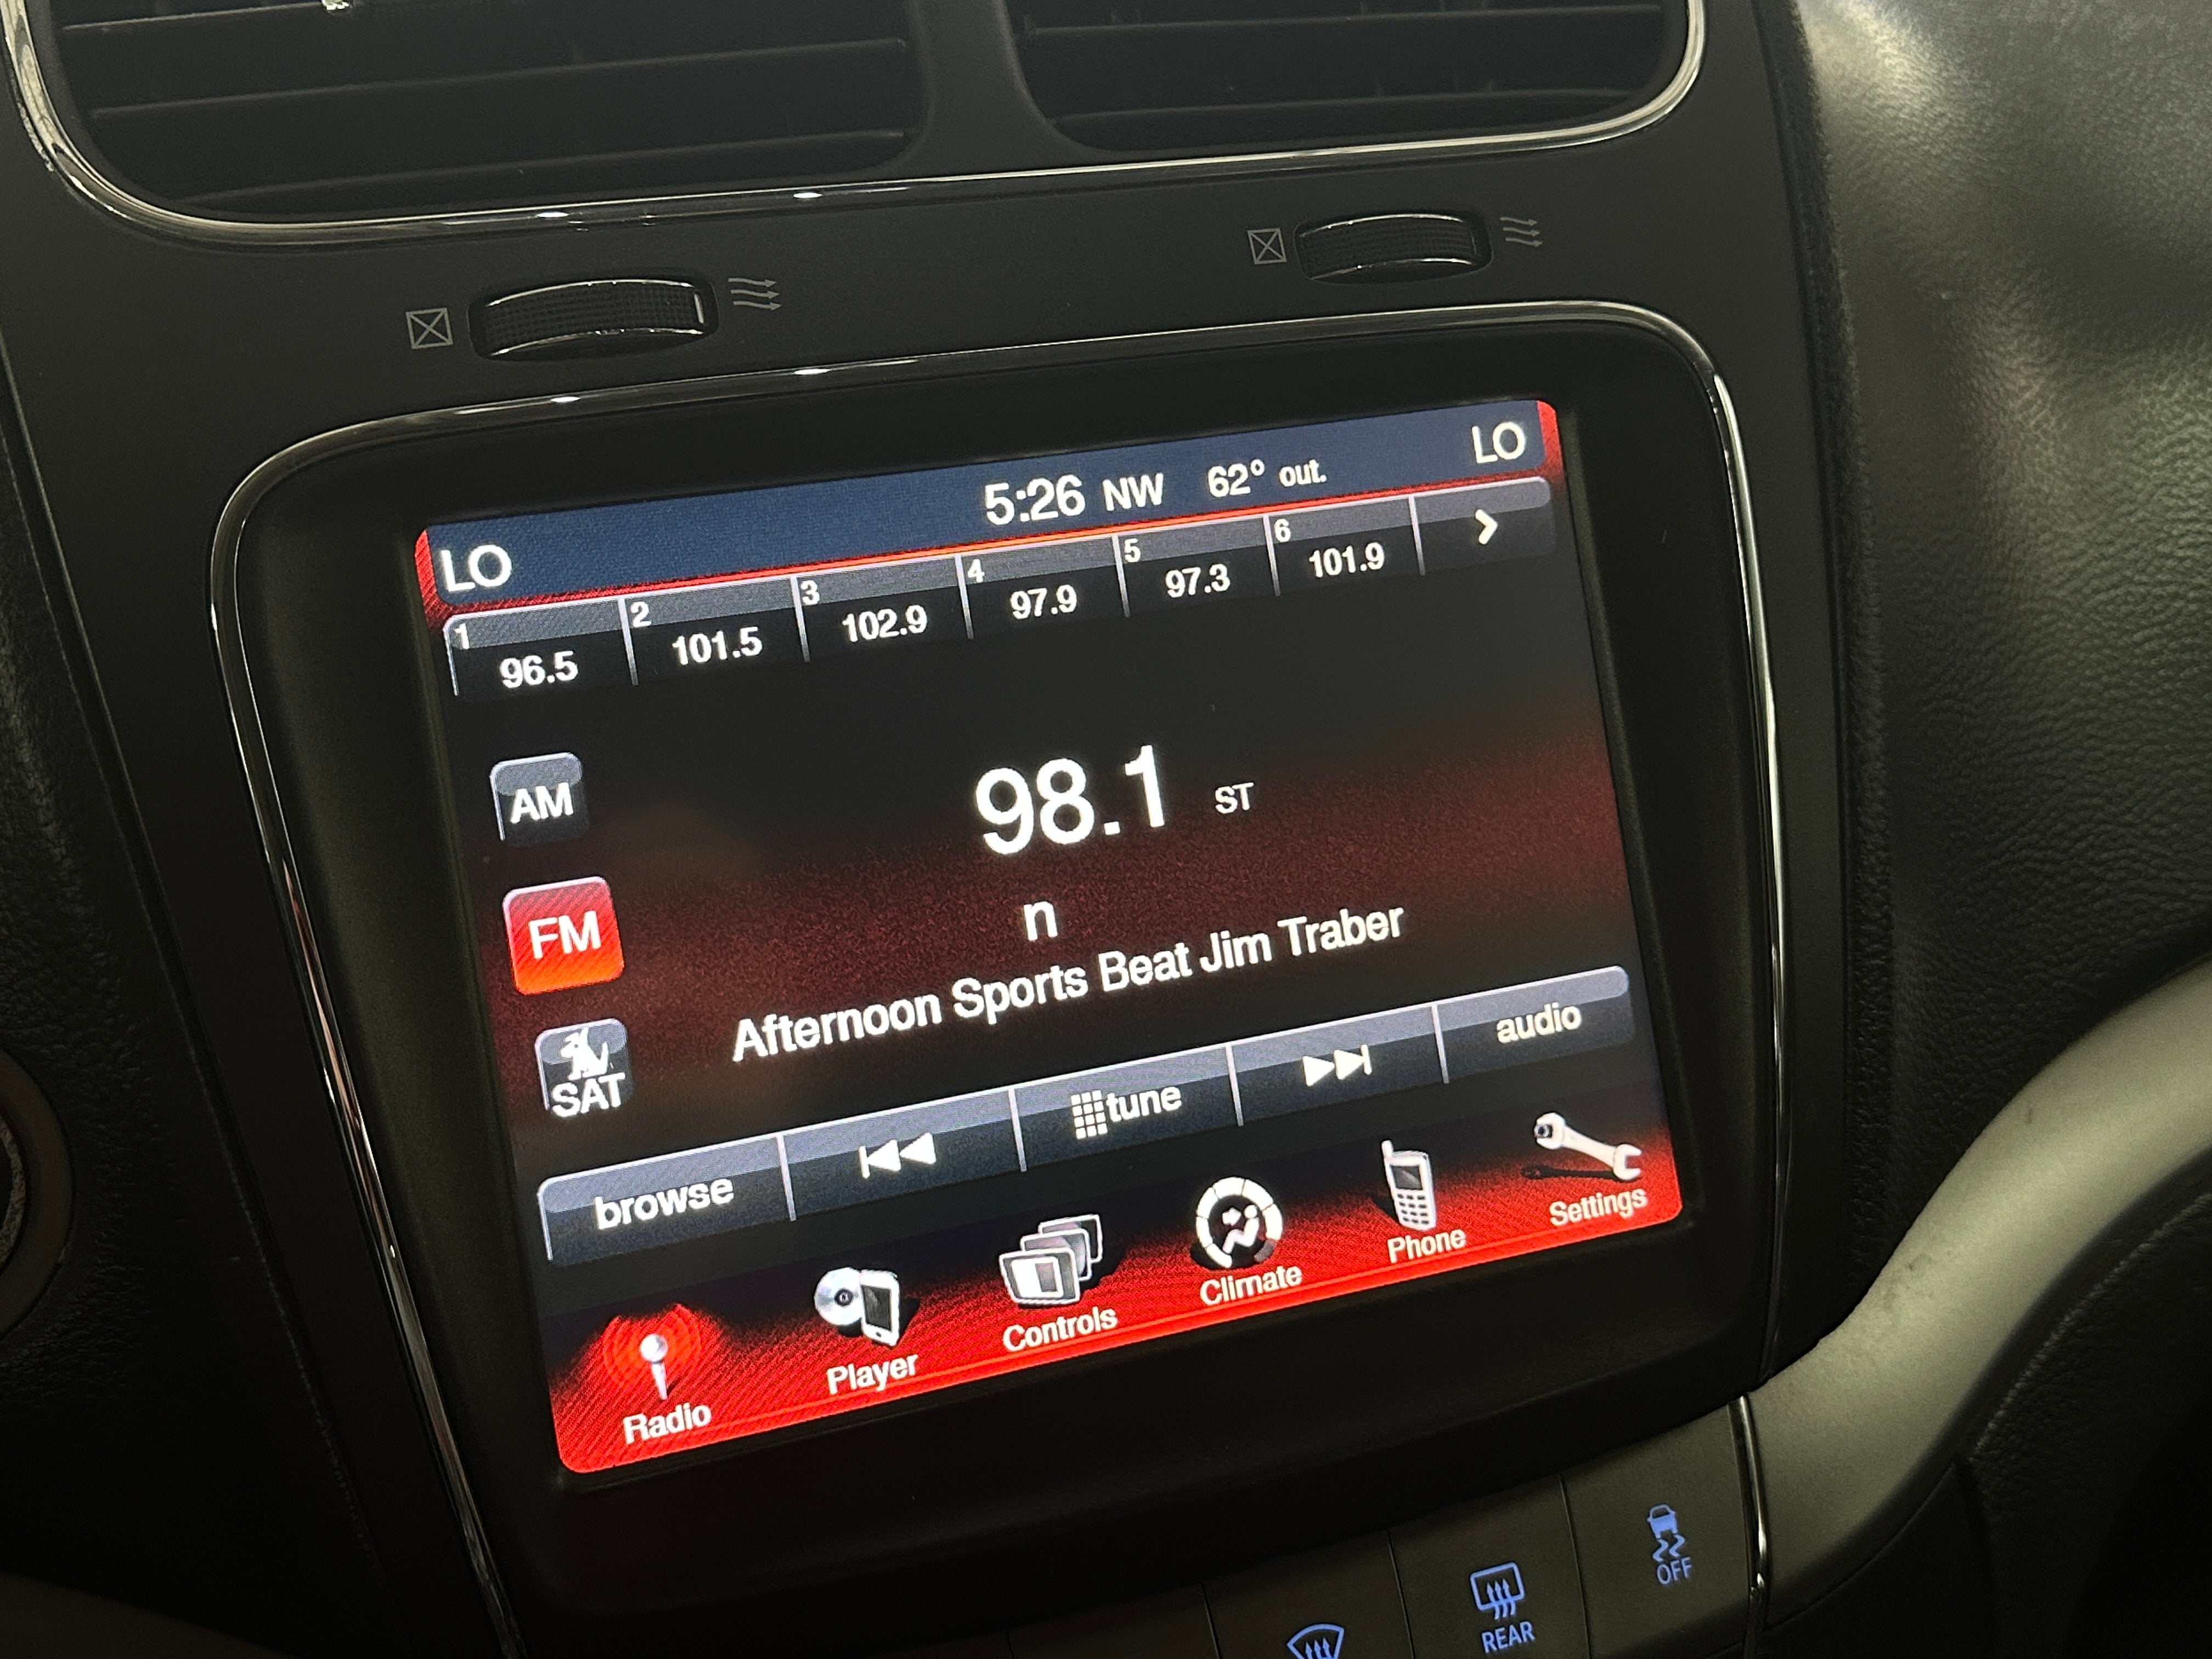 LO 5:26 NW 62° out. LO
1 2 3 4 5 6
96.5 101.5 102.9 97.9 97.3 101.9
AM
98.1 ST
FM
n
Afternoon Sports Beat Jim Traber
SAT
browse tune audio
Radio Player Controls Climate Phone Settings
OFF
REAR